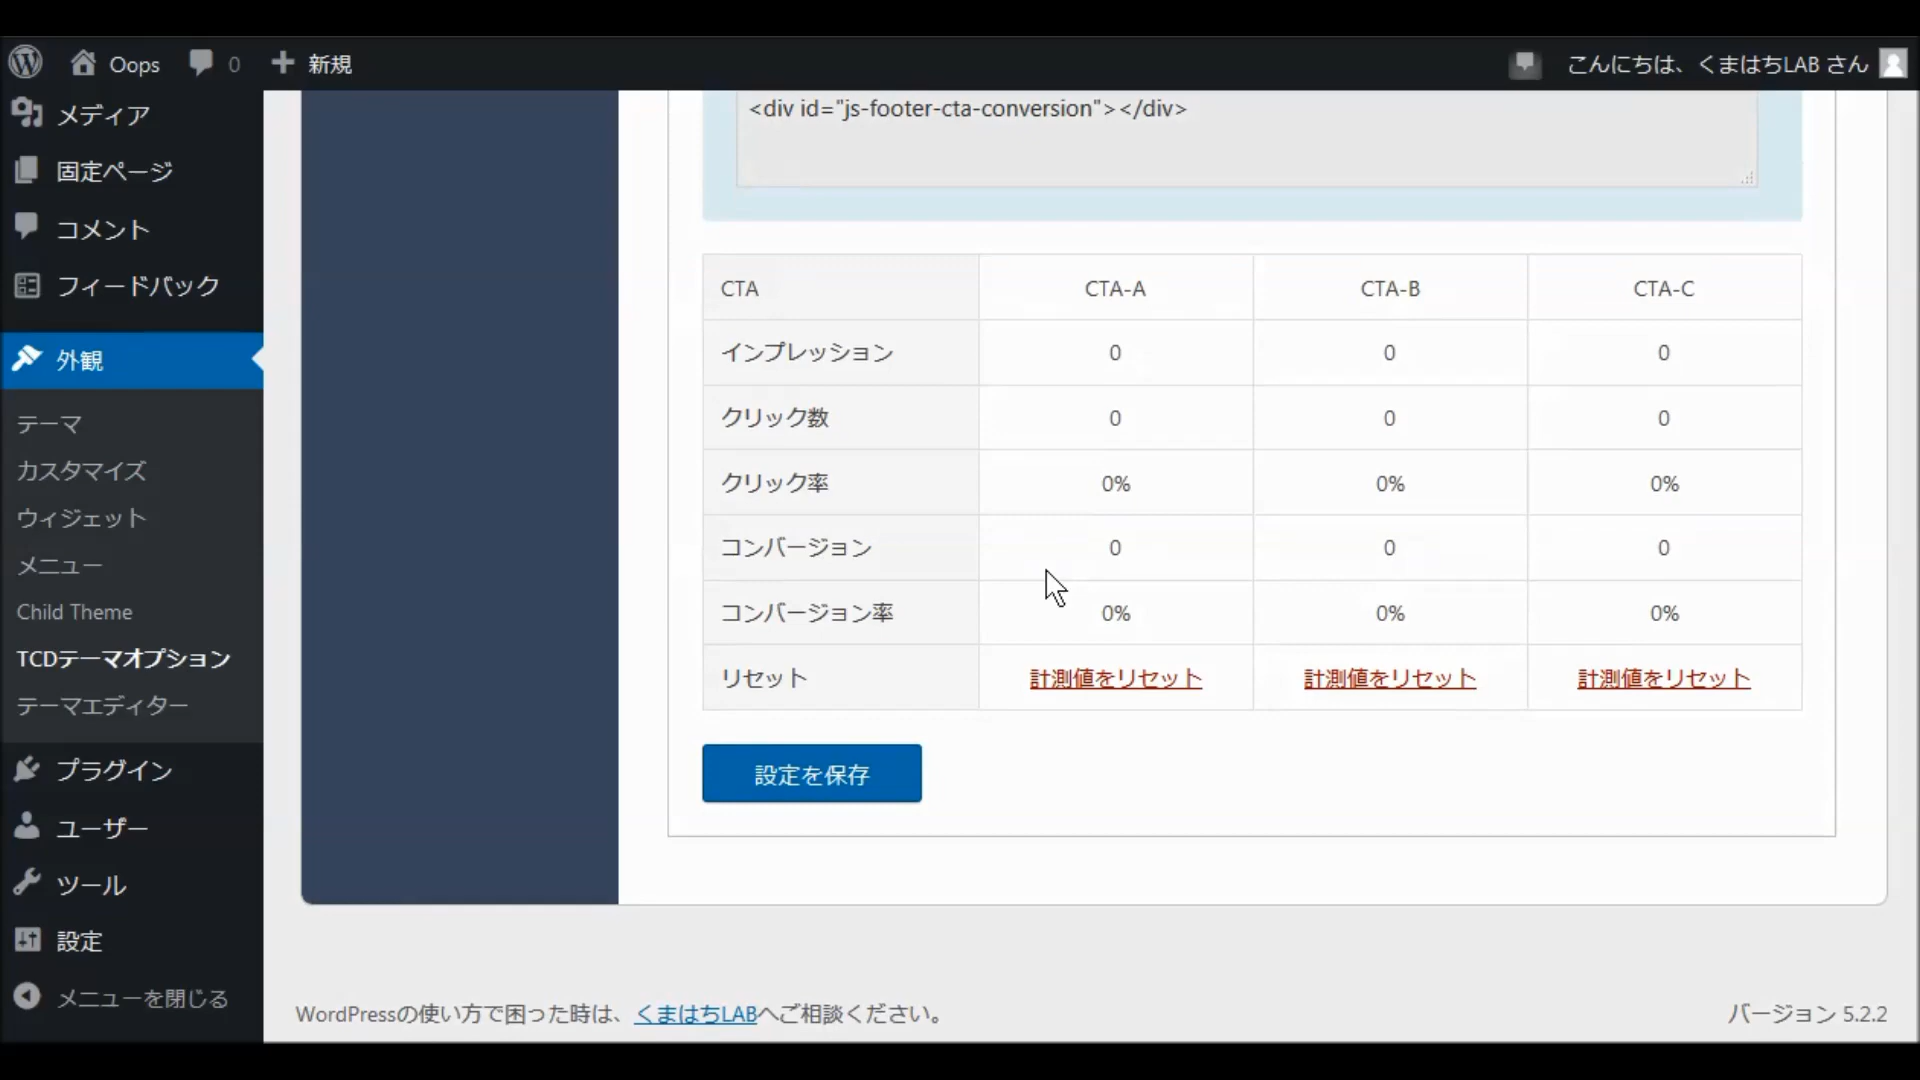 Oops 0 新規 こんにちは、くまはちLAB さん
メディア
固定ページ
コメント
フィードバック
外観
テーマ
カスタマイズ
ウィジェット
メニュー
Child Theme
TCDテーマオプション
テーマエディター
プラグイン
ユーザー
ツール
設定
メニューを閉じる
<div id="js-footer-cta-conversion"></div>
CTA CTA-A CTA-B CTA-C
インプレッション 0 0 0
クリック数 0 0 0
クリック率 0% 0% 0%
コンバージョン 0 0 0
コンバージョン率 0% 0% 0%
リセット 計測値をリセット 計測値をリセット 計測値をリセット
設定を保存
WordPressの使い方で困った時は、くまはちLABへご相談ください。 バージョン 5.2.2